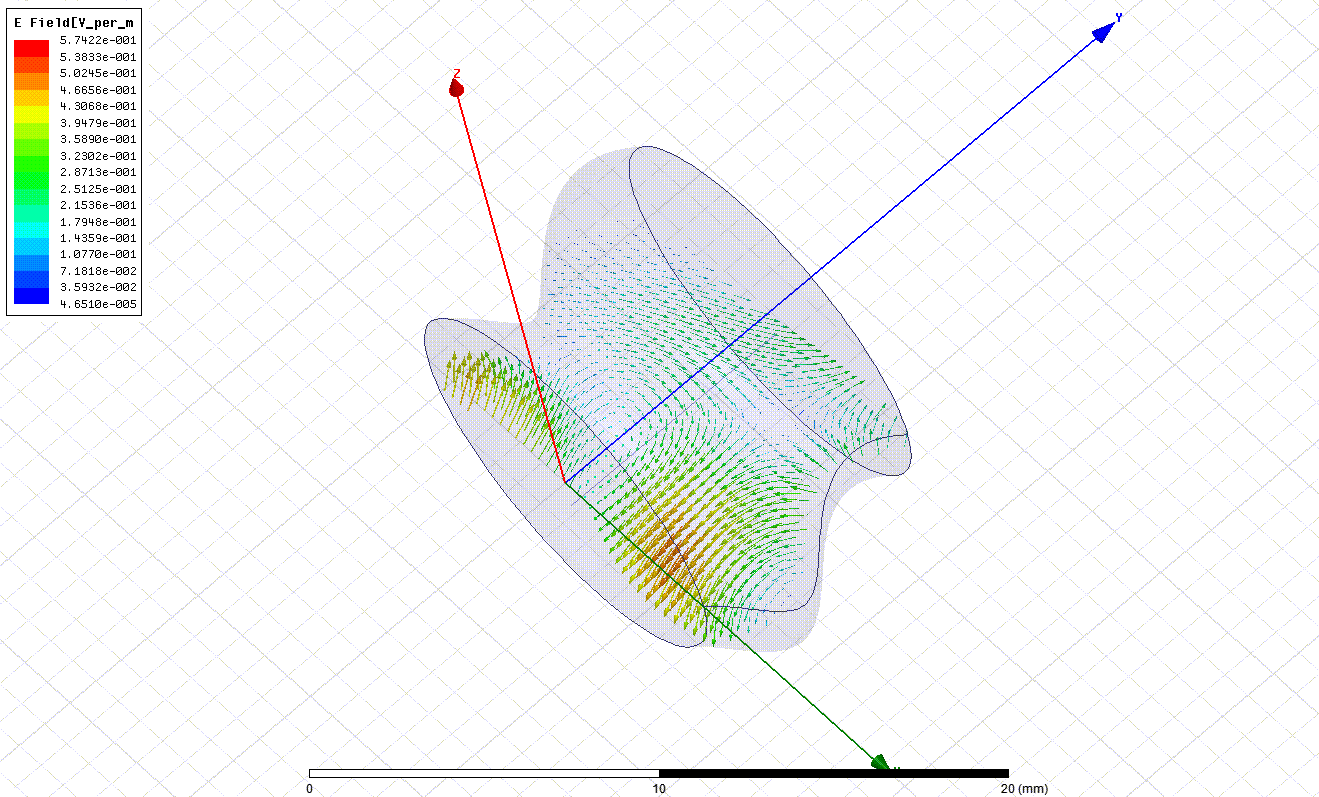 E Field[V_per_m
5.7422e-001
5.3833e-001
5.0245e-001
4.6656e-001
4.3068e-001
3.9479e-001
3.5890e-001
3.2302e-001
2.8713e-001
2.5125e-001
2.1536e-001
1.7948e-001
1.4359e-001
1.0770e-001
7.1818e-002
3.5932e-002
4.6510e-005
Y
Z
0
10
20 (mm)